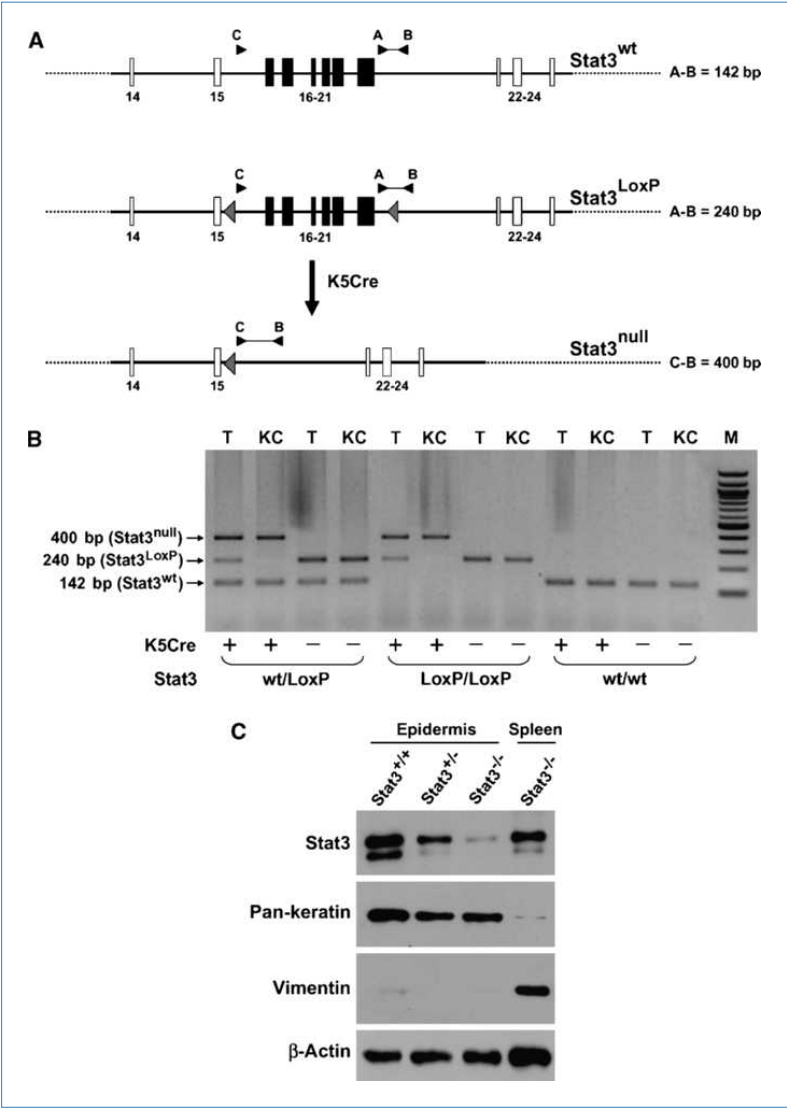 A
C A B Stat3wt
A-B = 142 bp
14 15 16-21 22-24
C A B Stat3LoxP
A-B = 240 bp
14 15 16-21 22-24
K5Cre
C B Stat3null
C-B = 400 bp
14 15 22-24
B
T KC T KC T KC T KC T KC T KC M
400 bp (Stat3null)
240 bp (Stat3LoxP)
142 bp (Stat3wt)
K5Cre + + – – + + – – + + – –
Stat3 wt/LoxP LoxP/LoxP wt/wt
C
Epidermis Spleen
Stat3+/+ Stat3+/- Stat3-/- Stat3-/-
Stat3
Pan-keratin
Vimentin
β-Actin